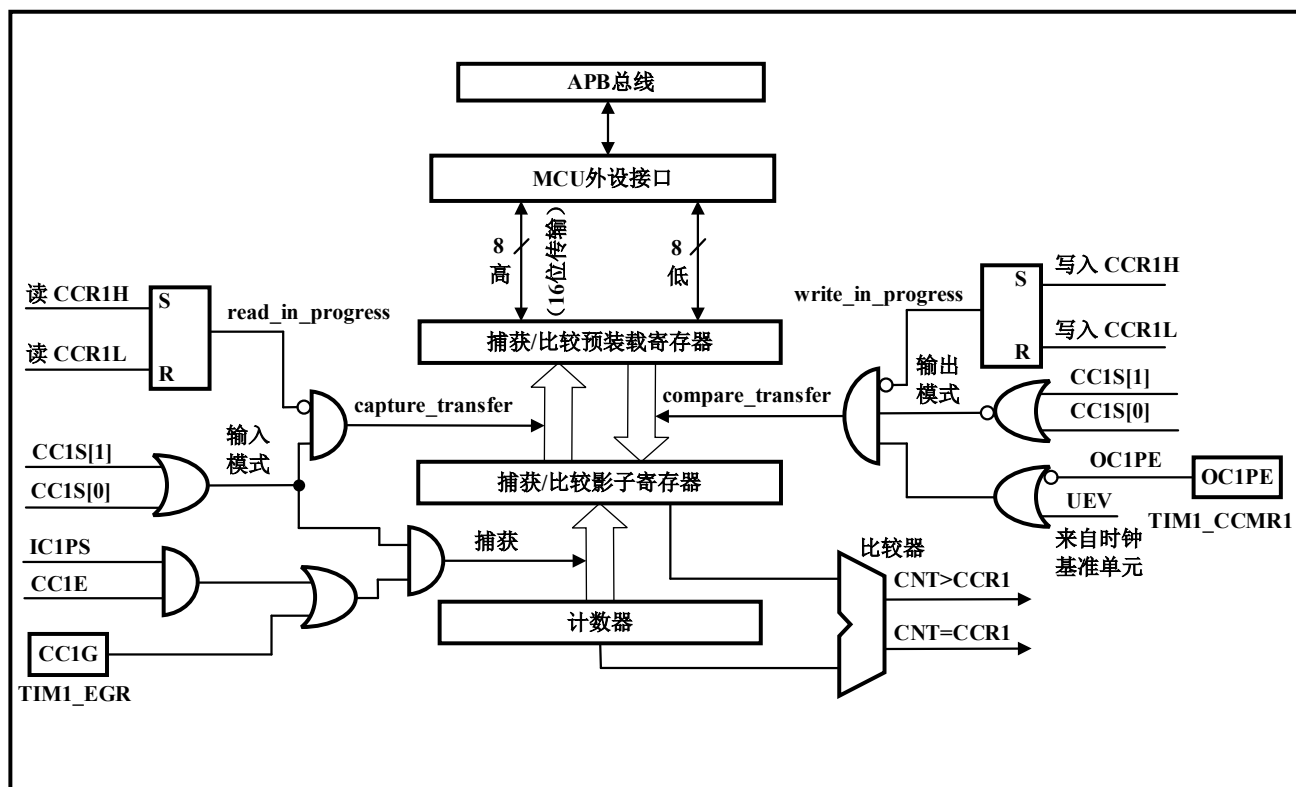 APB总线
MCU外设接口
8
高
（16位传输）
8
低
读 CCR1H
S
读 CCR1L
R
read_in_progress
write_in_progress
S
R
写入 CCR1H
写入 CCR1L
捕获/比较预装载寄存器
capture_transfer
compare_transfer
输出
模式
CC1S[1]
CC1S[0]
输入
模式
CC1S[1]
CC1S[0]
捕获/比较影子寄存器
OC1PE
OC1PE
UEV
TIM1_CCMR1
来自时钟
基准单元
IC1PS
CC1E
捕获
比较器
CNT>CCR1
CNT=CCR1
计数器
CC1G
TIM1_EGR